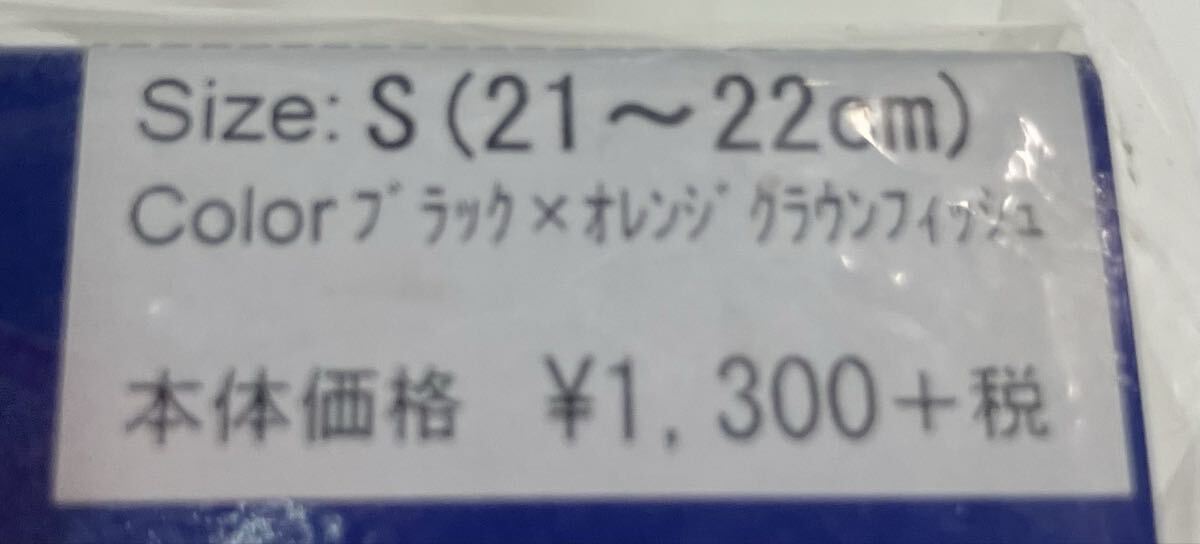 Size: S(21～22cm)
Color ﾌﾞﾗｯｸ×ｵﾚﾝｼﾞｸﾗｳﾝﾌｨｯｼｭ
本体価格 ¥1,300+税